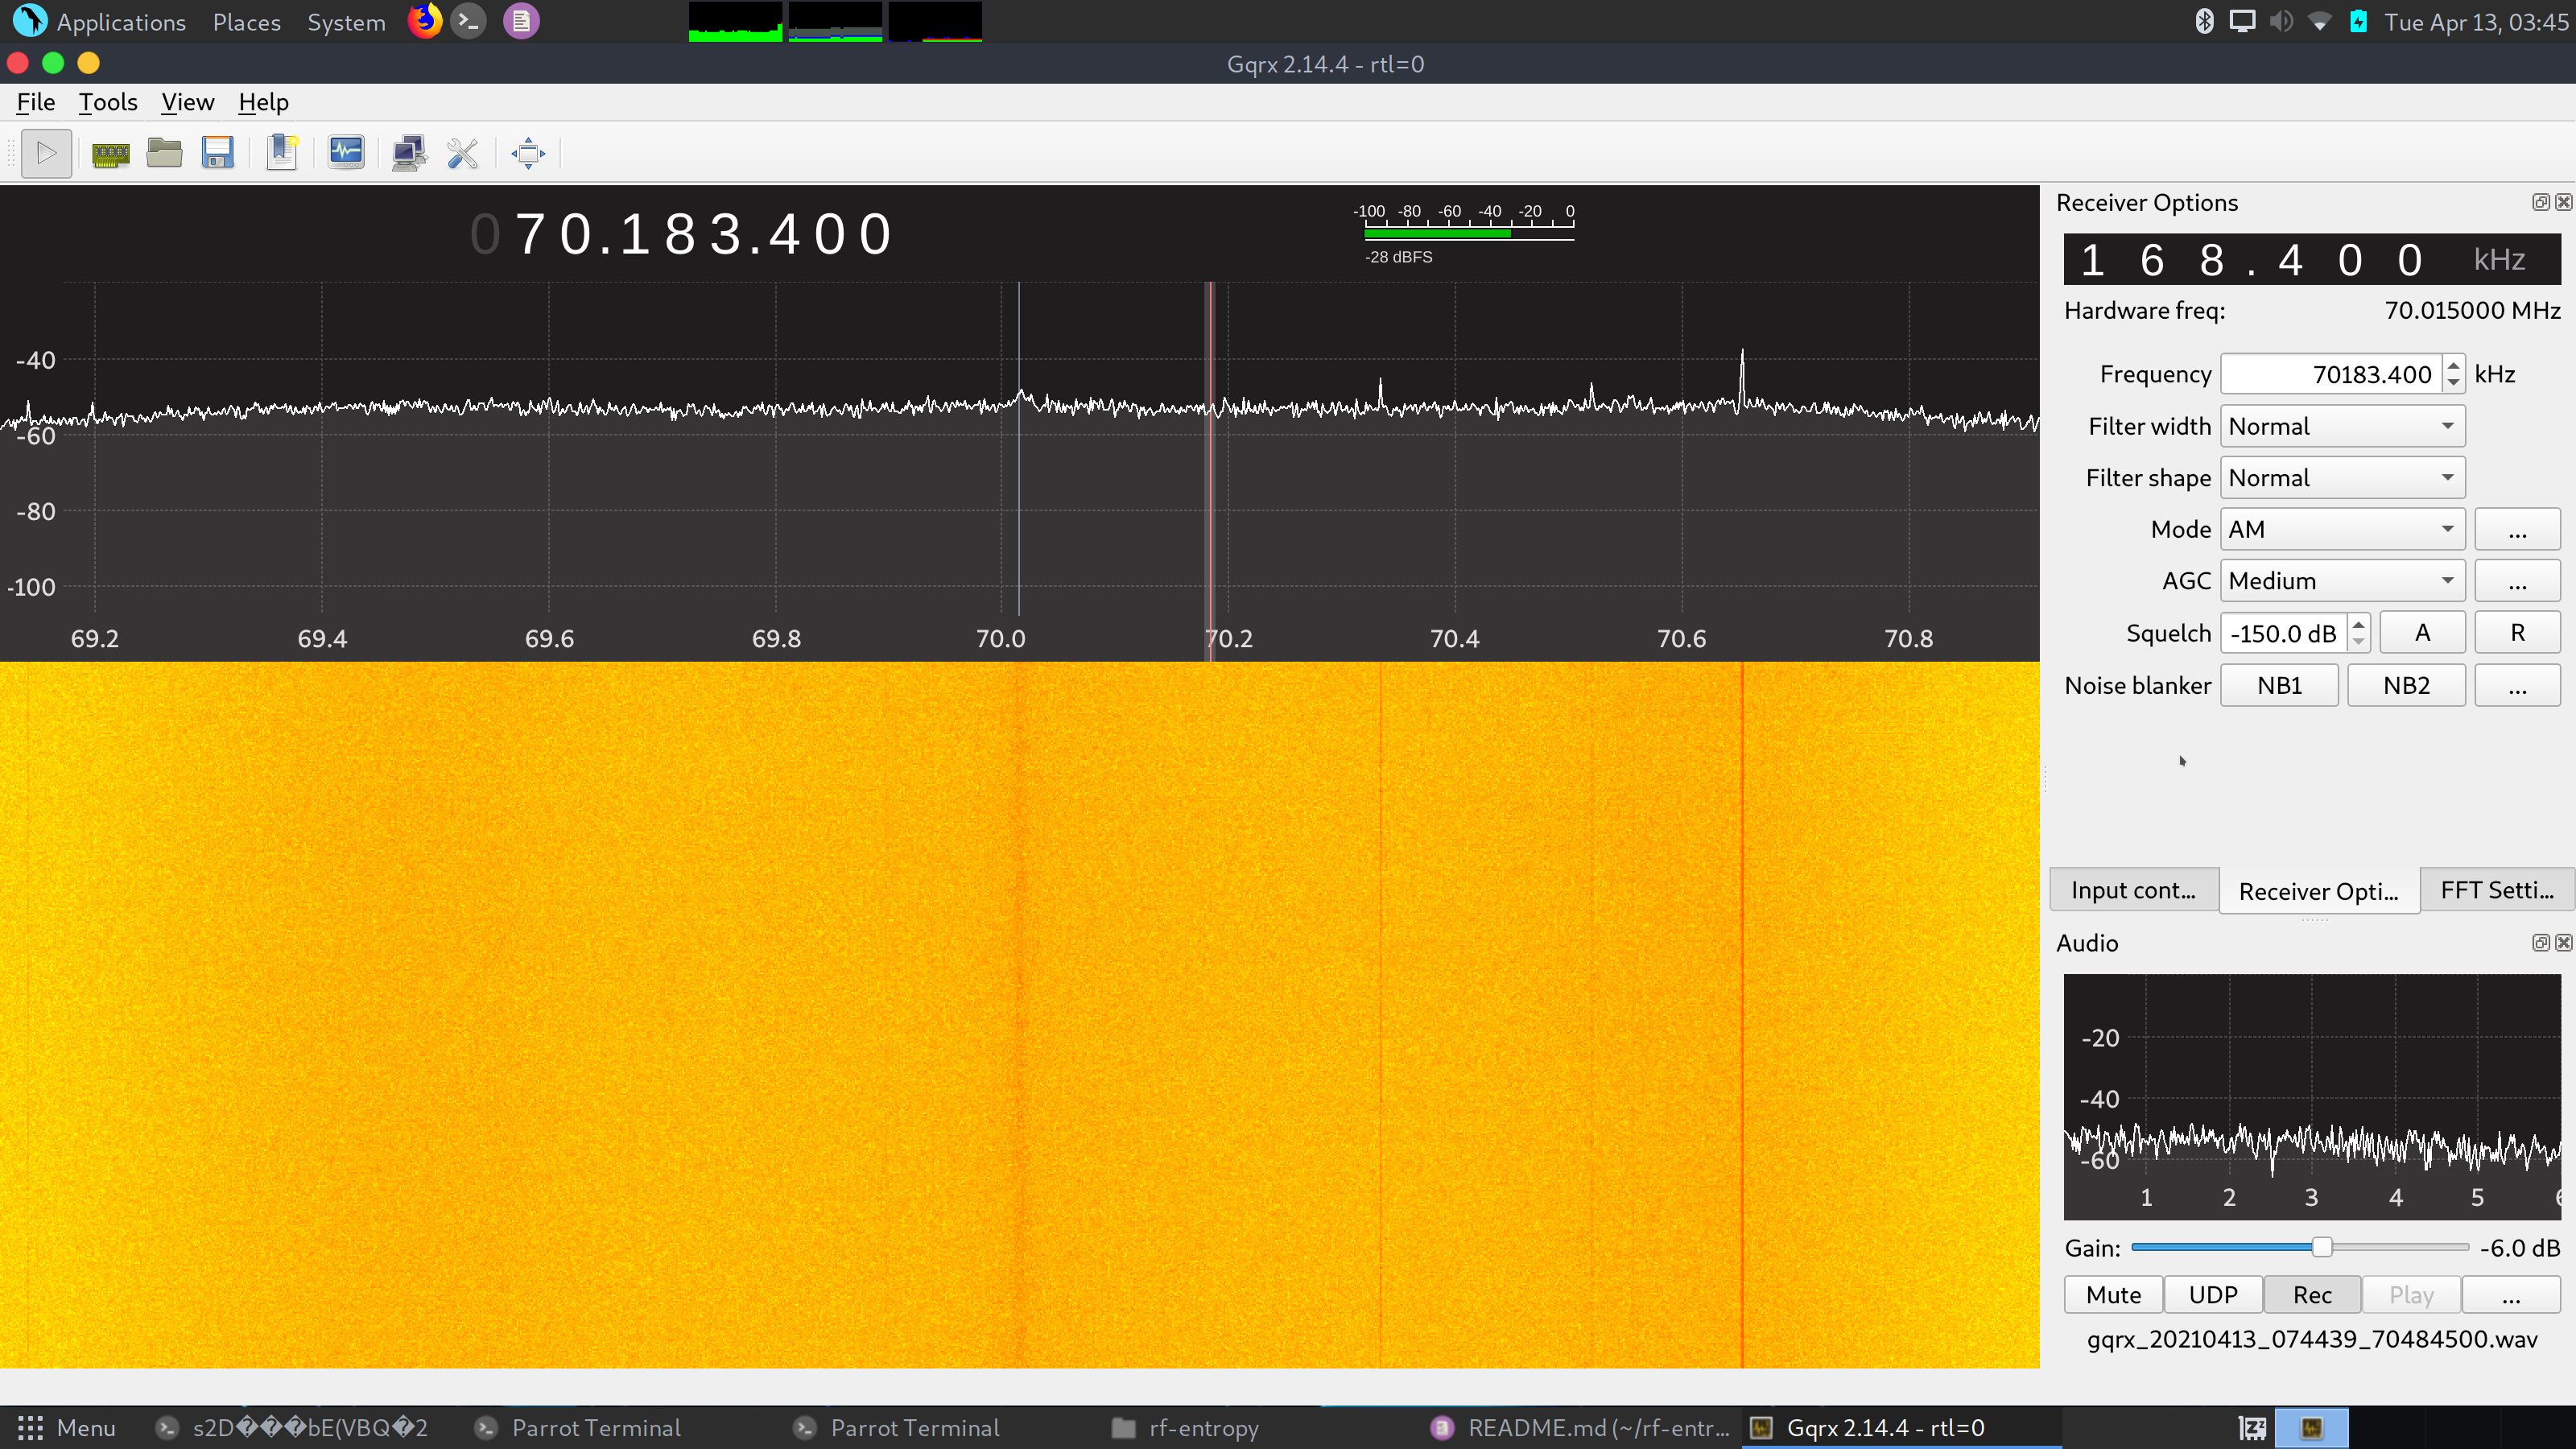 Applications Places System Tue Apr 13, 03:45
Gqrx 2.14.4 - rtl=0
File Tools View Help
070.183.400
-100 -80 -60 -40 -20 0
-28 dBFS
-40
-60
-80
-100
69.2 69.4 69.6 69.8 70.0 70.2 70.4 70.6 70.8
Receiver Options
168.400 kHz
Hardware freq: 70.015000 MHz
Frequency 70183.400 kHz
Filter width Normal
Filter shape Normal
Mode AM ...
AGC Medium ...
Squelch -150.0 dB A R
Noise blanker NB1 NB2 ...
Input cont... Receiver Opti... FFT Setti...
Audio
-20
-40
-60
1 2 3 4 5 6
Gain: -6.0 dB
Mute UDP Rec Play ...
gqrx_20210413_074439_70484500.wav
Menu s2D���bE(VBQ�2 Parrot Terminal Parrot Terminal rf-entropy README.md (~/rf-entr... Gqrx 2.14.4 - rtl=0